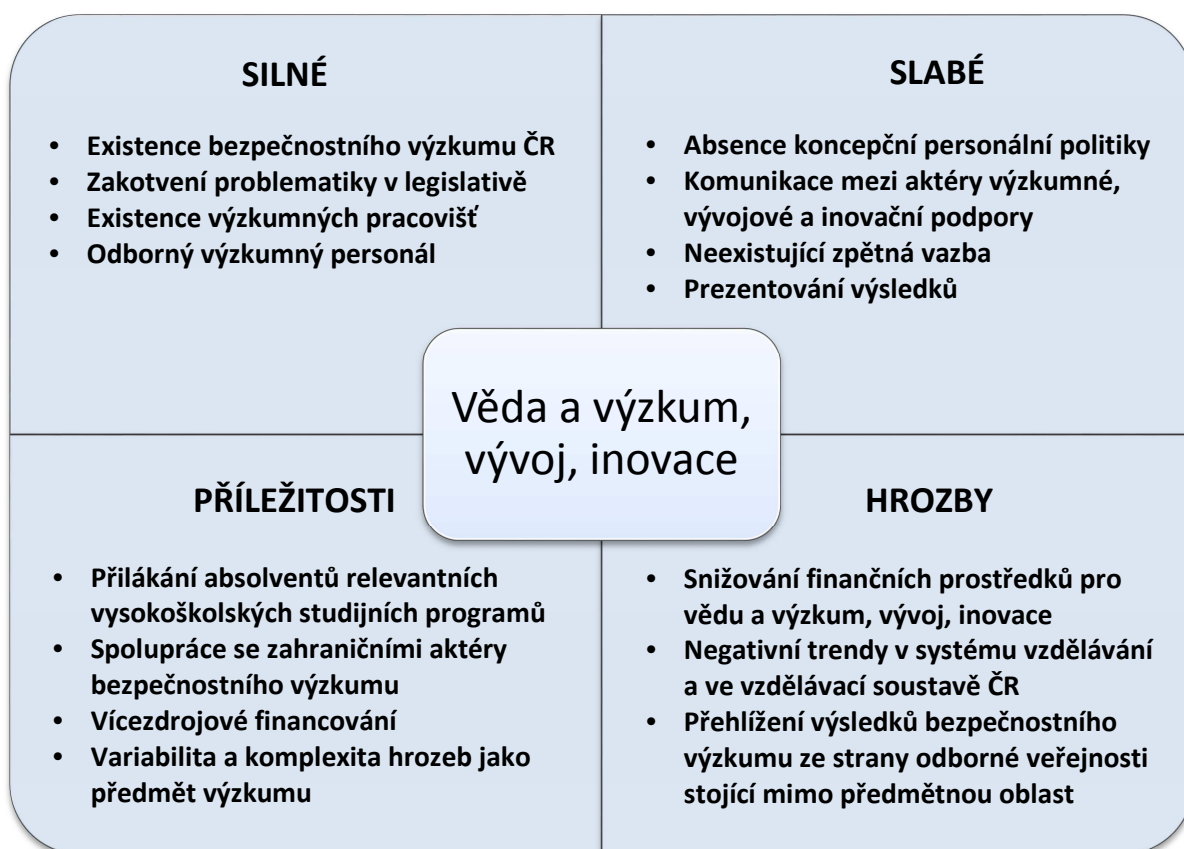 SILNÉ
• Existence bezpečnostního výzkumu ČR
• Zakotvení problematiky v legislativě
• Existence výzkumných pracovišť
• Odborný výzkumný personál
SLABÉ
• Absence koncepční personální politiky
• Komunikace mezi aktéry výzkumné,
vývojové a inovační podpory
• Neexistující zpětná vazba
• Prezentování výsledků
Věda a výzkum,
vývoj, inovace
PŘÍLEŽITOSTI
• Přilákání absolventů relevantních
vysokoškolských studijních programů
• Spolupráce se zahraničními aktéry
bezpečnostního výzkumu
• Vícezdrojové financování
• Variabilita a komplexita hrozeb jako
předmět výzkumu
HROZBY
• Snižování finančních prostředků pro
vědu a výzkum, vývoj, inovace
• Negativní trendy v systému vzdělávání
a ve vzdělávací soustavě ČR
• Přehlížení výsledků bezpečnostního
výzkumu ze strany odborné veřejnosti
stojící mimo předmětnou oblast